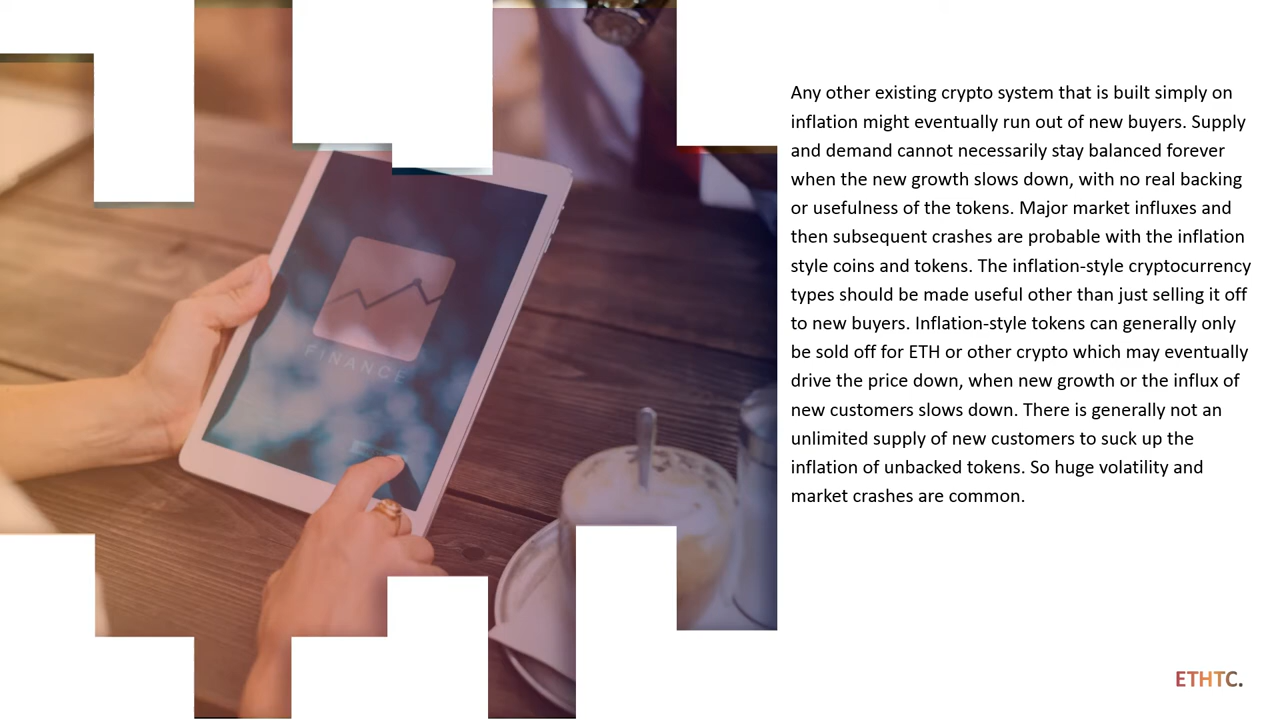 FINANCE
Any other existing crypto system that is built simply on
inflation might eventually run out of new buyers. Supply
and demand cannot necessarily stay balanced forever
when the new growth slows down, with no real backing
or usefulness of the tokens. Major market influxes and
then subsequent crashes are probable with the inflation
style coins and tokens. The inflation-style cryptocurrency
types should be made useful other than just selling it off
to new buyers. Inflation-style tokens can generally only
be sold off for ETH or other crypto which may eventually
drive the price down, when new growth or the influx of
new customers slows down. There is generally not an
unlimited supply of new customers to suck up the
inflation of unbacked tokens. So huge volatility and
market crashes are common.
ETHTC.